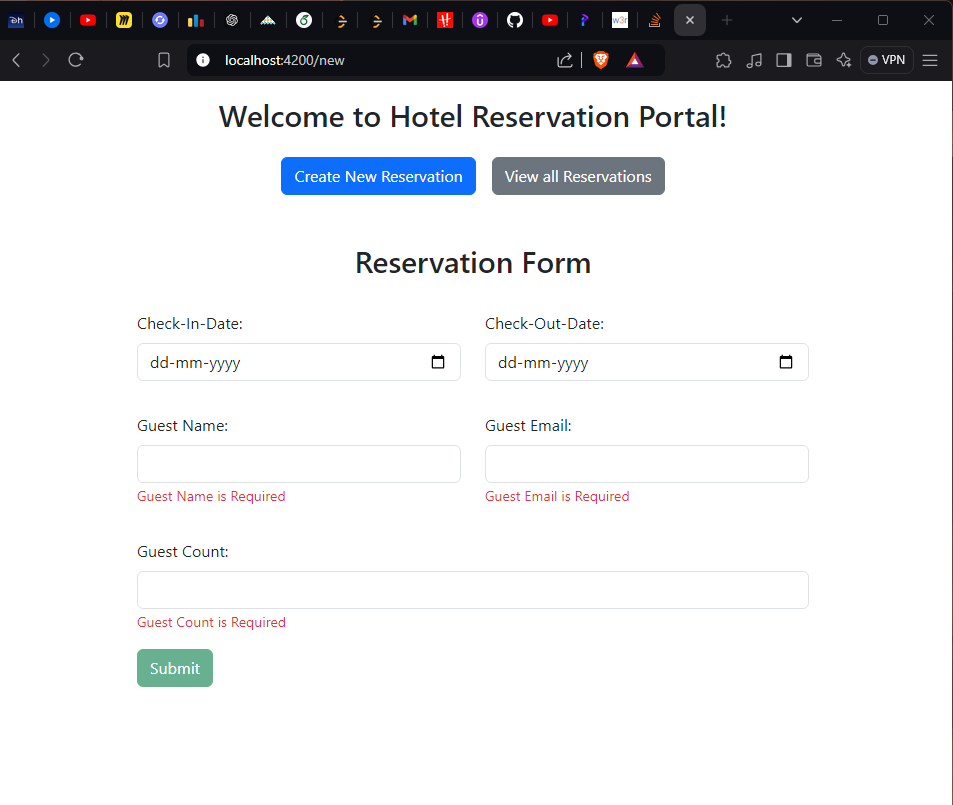 localhost:4200/new
VPN
Welcome to Hotel Reservation Portal!
Create New Reservation View all Reservations
Reservation Form
Check-In-Date: Check-Out-Date:
dd-mm-yyyy dd-mm-yyyy
Guest Name: Guest Email:
Guest Name is Required Guest Email is Required
Guest Count:
Guest Count is Required
Submit